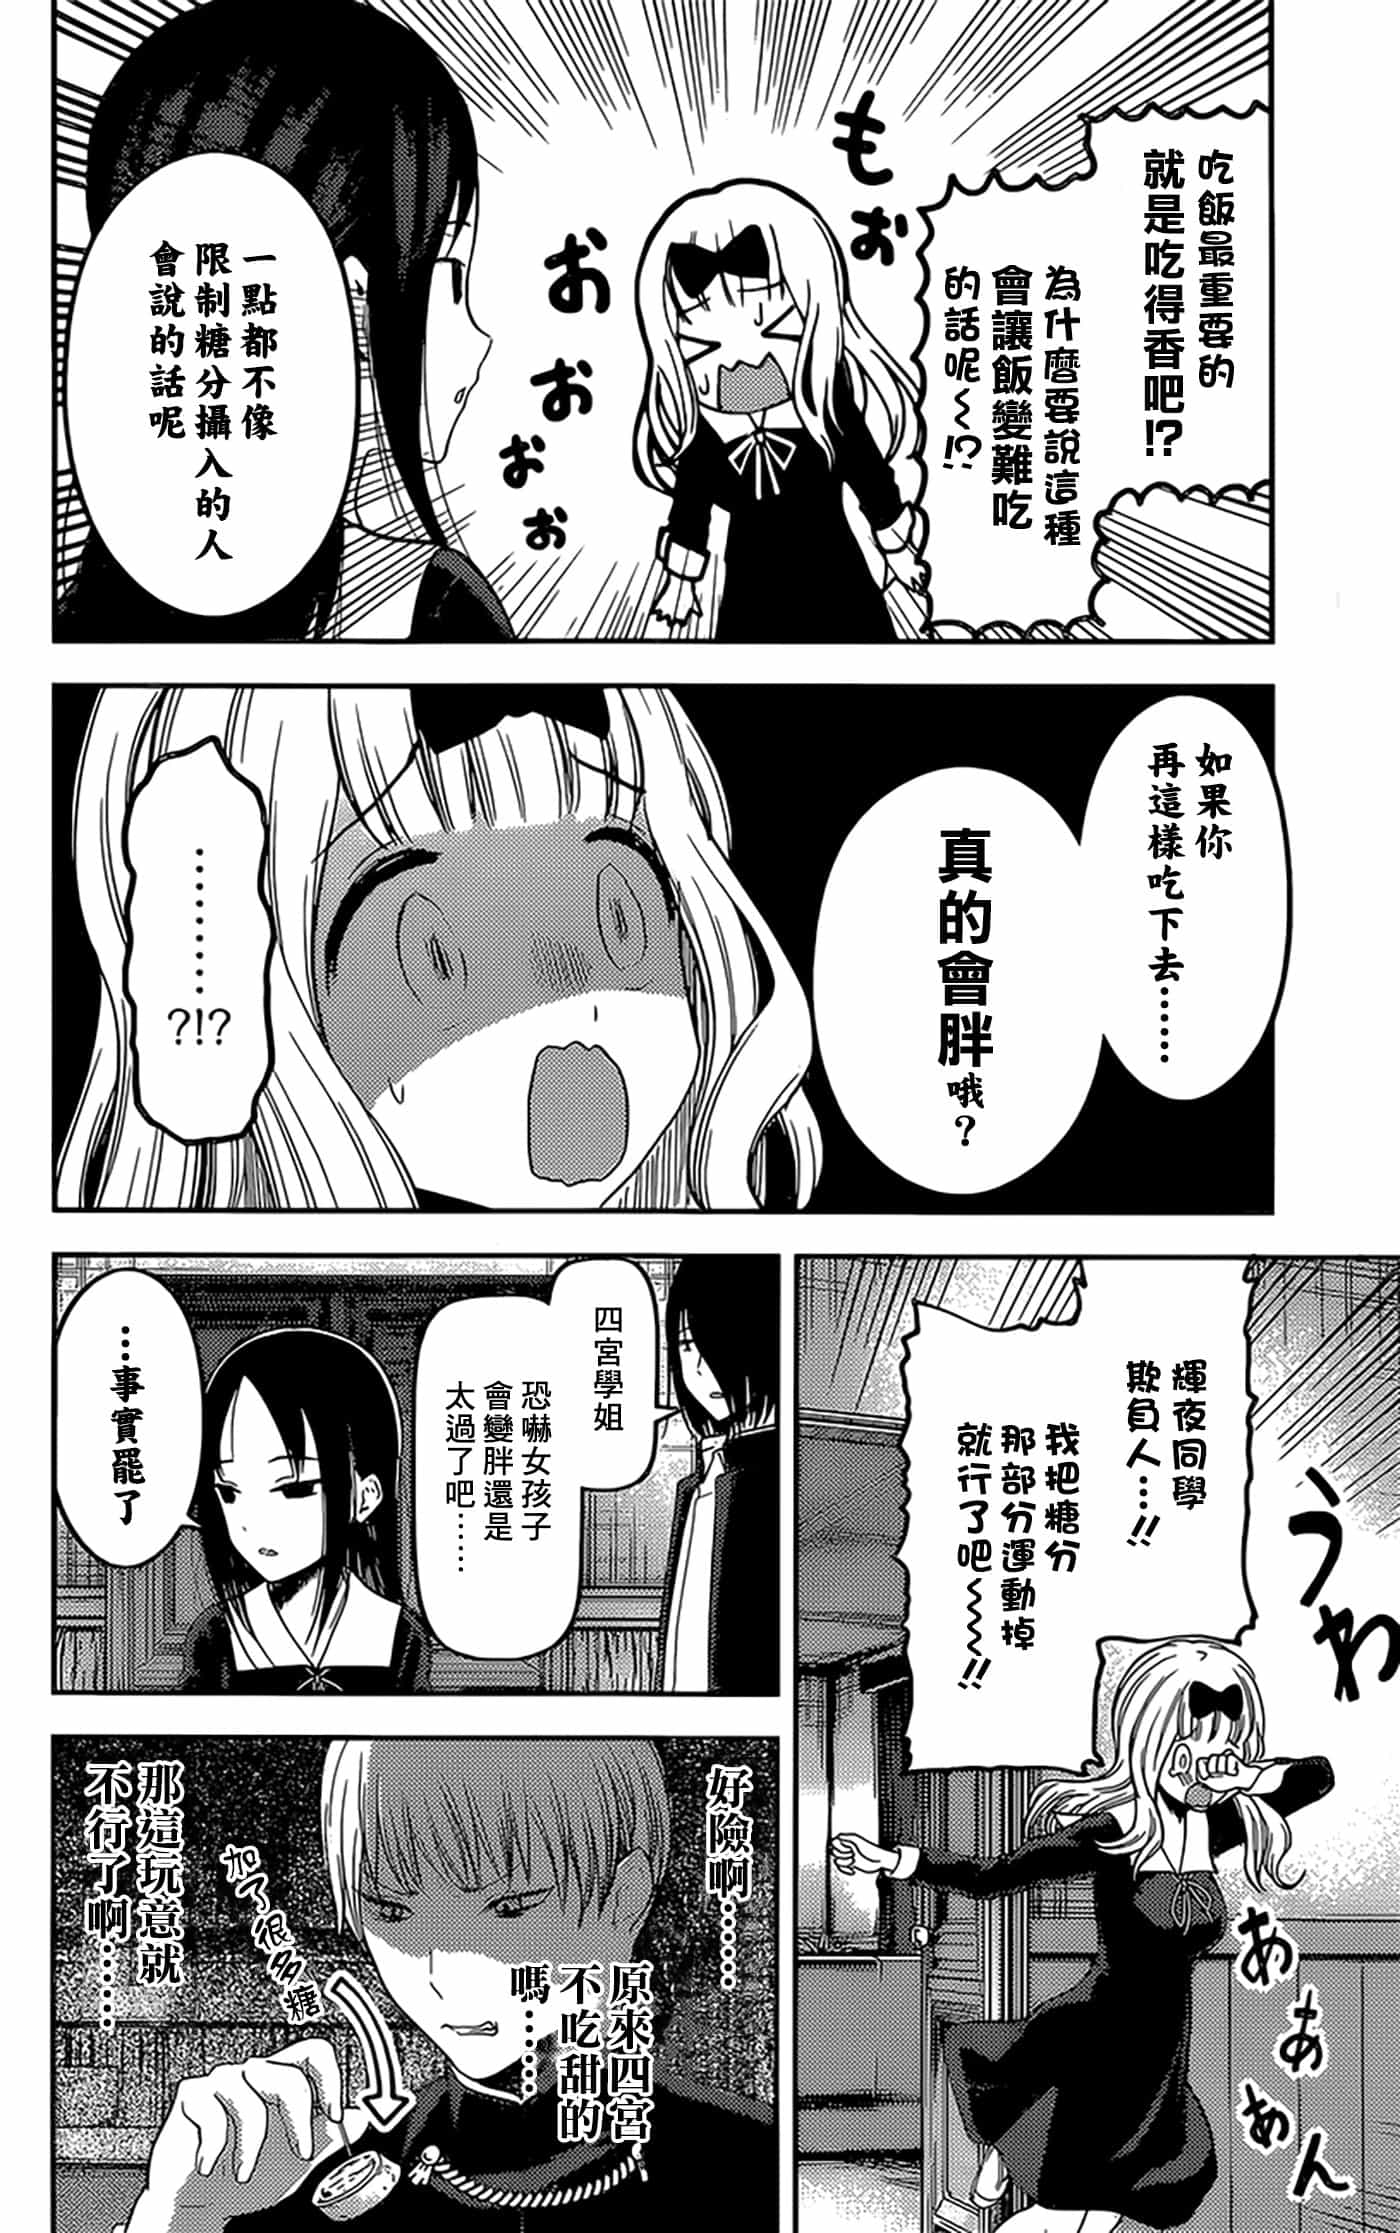 吃飯最重要的
就是吃得香吧!?
為什麼要說這種
會讓飯變難吃
的話呢～!?
もぉ
おおおぉぉ
一點都不像
限制糖分攝入的人
會說的話呢
如果你
再這樣吃下去……
真的會胖哦？
………?!?
輝夜同學
欺負人…!!
我把糖分
那部分運動掉
就行了吧～～!!
うわ
あぁあぁん
四宮學姐
恐嚇女孩子
會變胖還是
太過了吧……
…事實罷了
好險啊……
原來四宮
不吃甜的
嗎……
加了很多糖
那這玩意就
不行了啊……